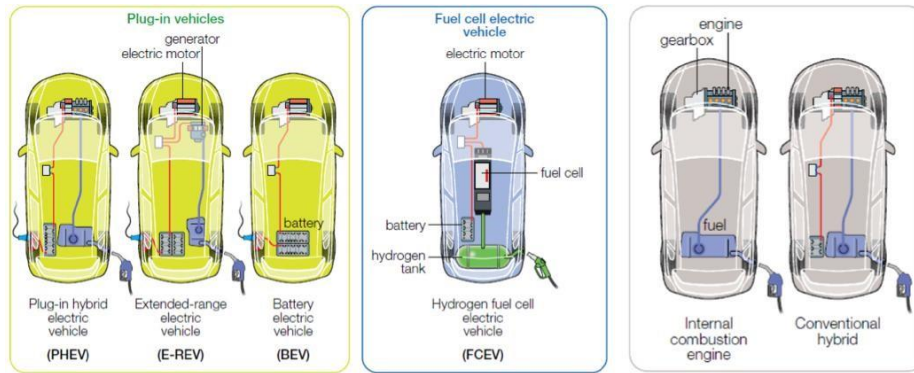 Plug-in vehicles
generator
electric motor
battery
Plug-in hybrid
electric
vehicle
(PHEV)
Extended-range
electric
vehicle
(E-REV)
Battery
electric
vehicle
(BEV)
Fuel cell electric
vehicle
electric motor
fuel cell
battery
hydrogen
tank
Hydrogen fuel cell
electric
vehicle
(FCEV)
engine
gearbox
fuel
Internal
combustion
engine
Conventional
hybrid